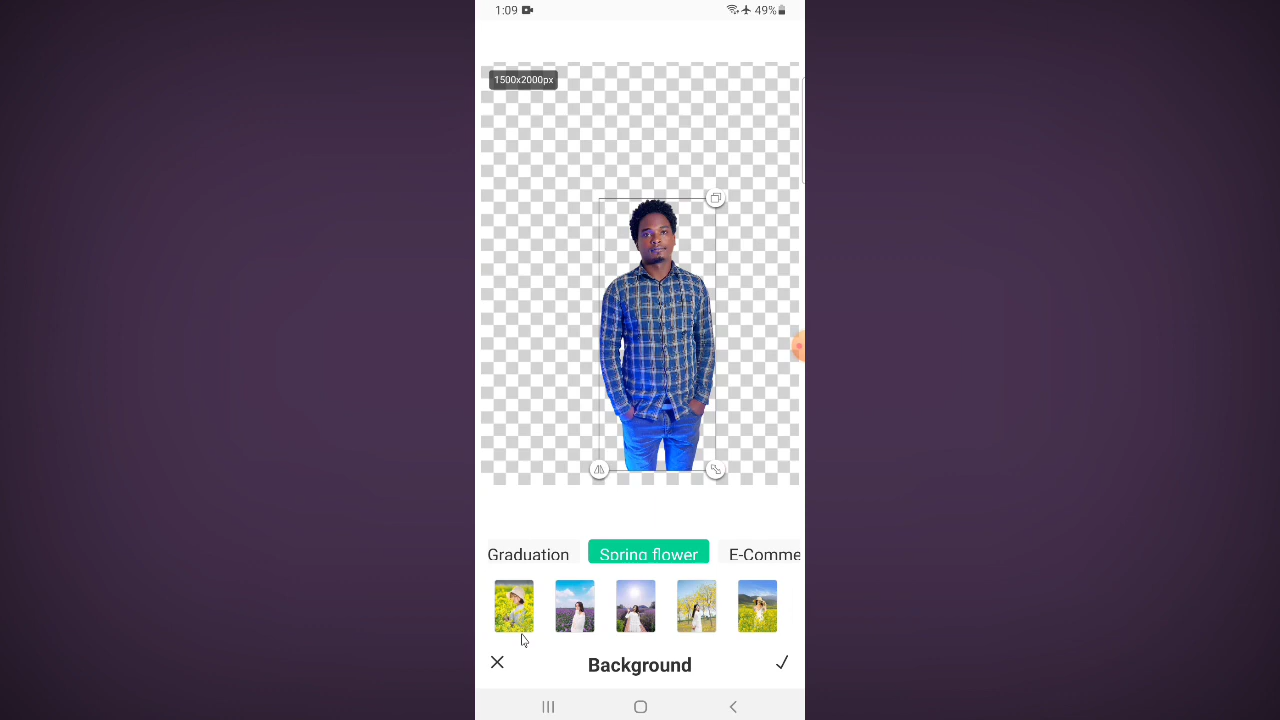 1:09
49%
1500x2000px
Graduation
Spring flower
E-Comme
Background